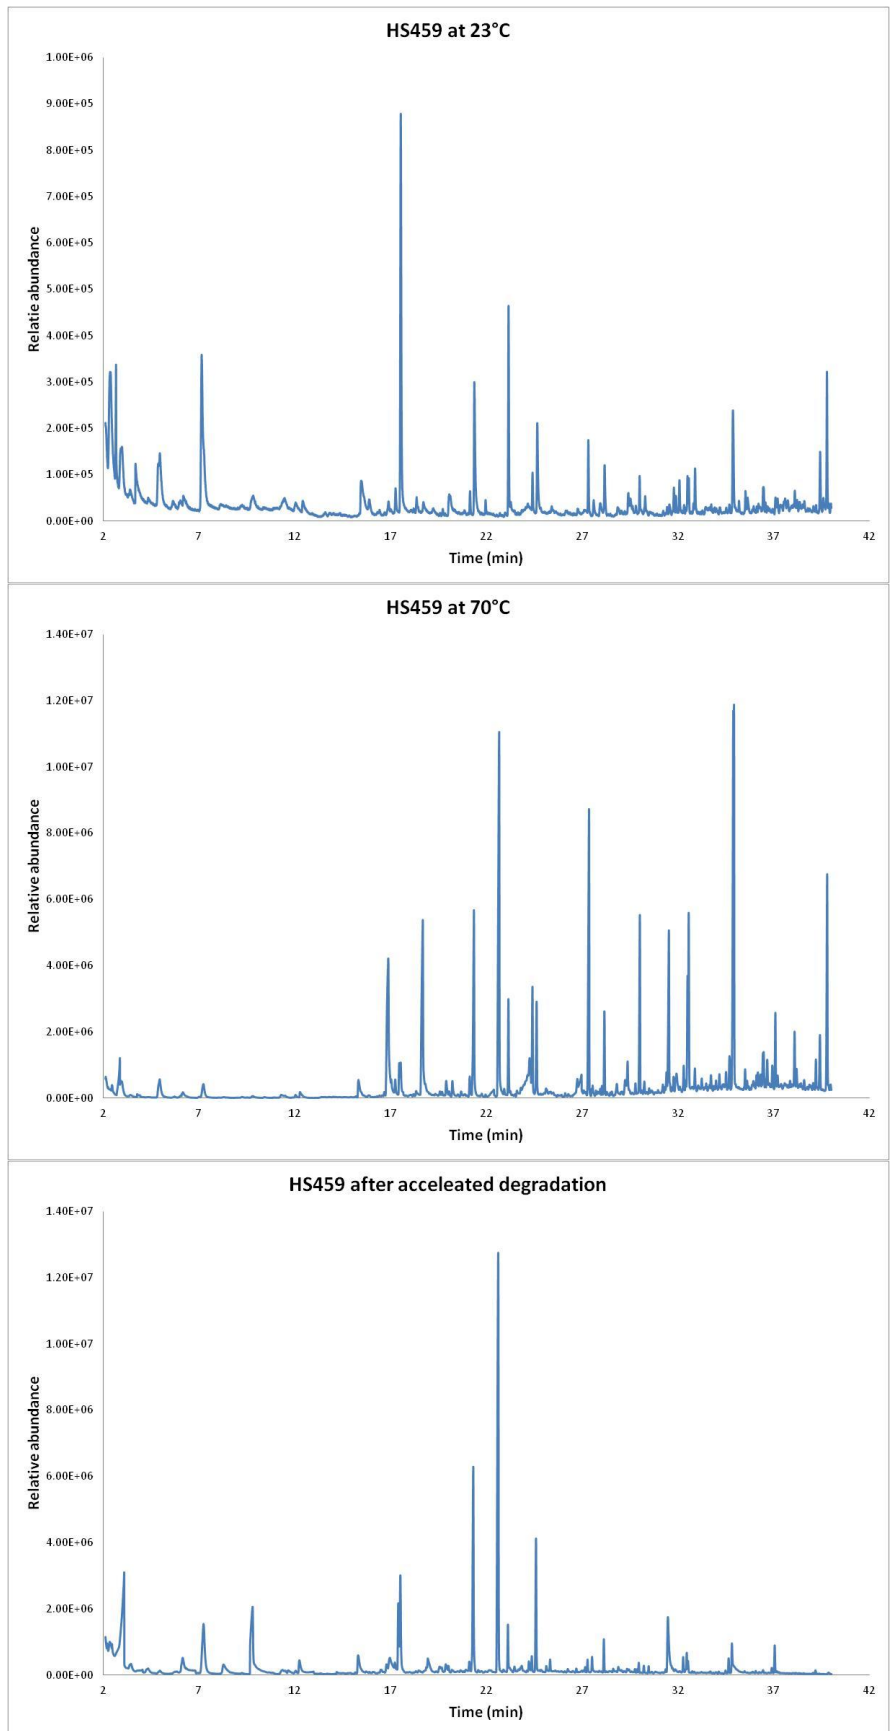 HS459 at 23°C
1.00E+06
9.00E+05
8.00E+05
7.00E+05
6.00E+05
5.00E+05
4.00E+05
3.00E+05
2.00E+05
1.00E+05
0.00E+00
Relatie abundance
2 7 12 17 22 27 32 37 42
Time (min)
HS459 at 70°C
1.40E+07
1.20E+07
1.00E+07
8.00E+06
6.00E+06
4.00E+06
2.00E+06
0.00E+00
Relative abundance
2 7 12 17 22 27 32 37 42
Time (min)
HS459 after acceleated degradation
1.40E+07
1.20E+07
1.00E+07
8.00E+06
6.00E+06
4.00E+06
2.00E+06
0.00E+00
Relative abundance
2 7 12 17 22 27 32 37 42
Time (min)